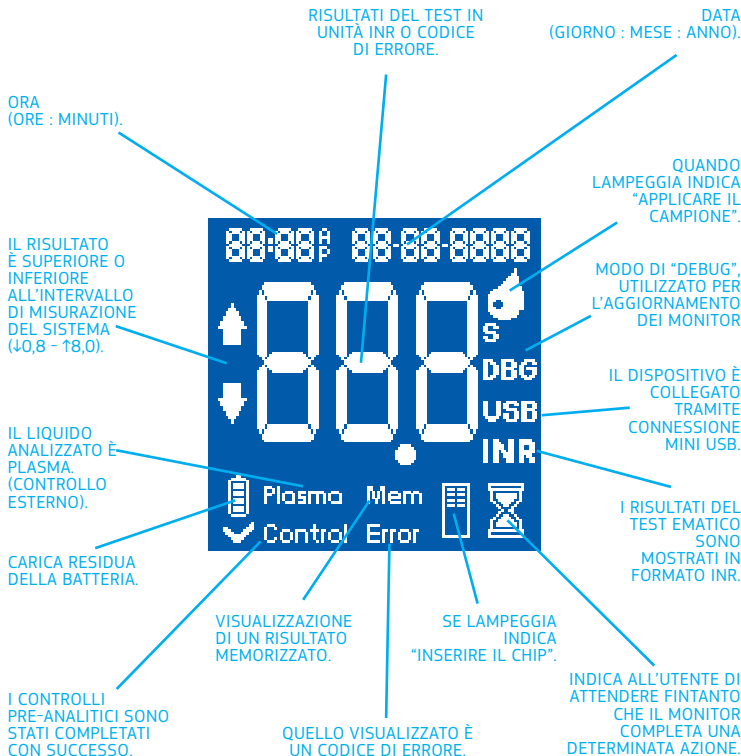 RISULTATI DEL TEST IN
UNITÀ INR O CODICE
DI ERRORE.
DATA
(GIORNO : MESE : ANNO).
ORA
(ORE : MINUTI).
QUANDO
LAMPEGGIA INDICA
“APPLICARE IL
CAMPIONE”.
IL RISULTATO
È SUPERIORE O
INFERIORE
ALL’INTERVALLO
DI MISURAZIONE
DEL SISTEMA
(↓0,8 – ↑8,0).
MODO DI “DEBUG”,
UTILIZZATO PER
L’AGGIORNAMENTO
DEI MONITOR
IL DISPOSITIVO È
COLLEGATO
TRAMITE
CONNESSIONE
MINI USB.
IL LIQUIDO
ANALIZZATO È
PLASMA.
(CONTROLLO
ESTERNO).
I RISULTATI DEL
TEST EMATICO
SONO
MOSTRATI IN
FORMATO INR.
CARICA RESIDUA
DELLA BATTERIA.
88:88 A P 88-88-8888
888.
S
DBG
USB
INR
Plasma Mem
Control Error
VISUALIZZAZIONE
DI UN RISULTATO
MEMORIZZATO.
SE LAMPEGGIA
INDICA
“INSERIRE IL CHIP”.
I CONTROLLI
PRE-ANALITICI SONO
STATI COMPLETATI
CON SUCCESSO.
QUELLO VISUALIZZATO È
UN CODICE DI ERRORE.
INDICA ALL’UTENTE DI
ATTENDERE FINTANTO
CHE IL MONITOR
COMPLETA UNA
DETERMINATA AZIONE.